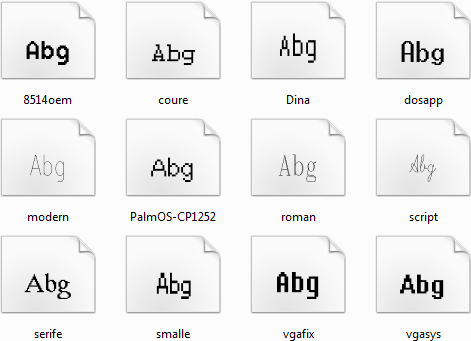 Abg Abg Abg Abg
8514oem coure Dina dosapp
Abg Abg Abg Abg
modern PalmOS-CP1252 roman script
Abg Abg Abg Abg
serife smalle vgafix vgasys